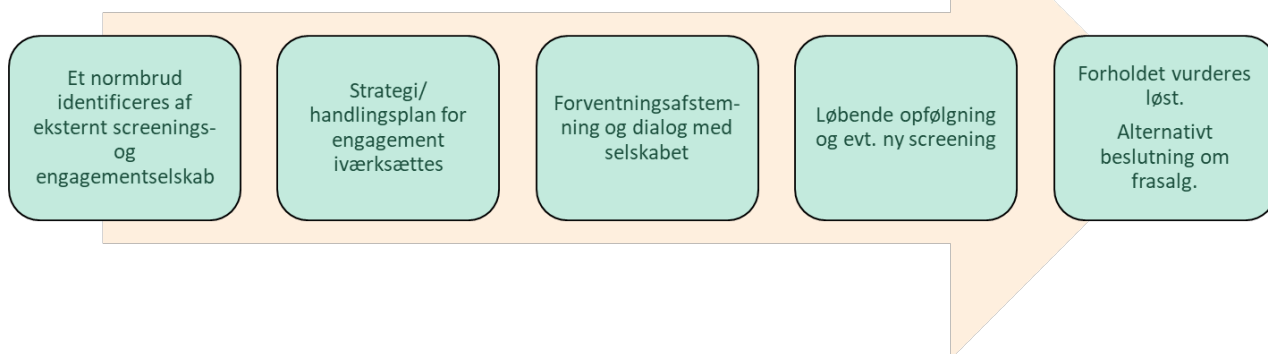 Et normbrud
identificeres af
eksternt screenings-
og
engagementselskab
Strategi/
handlingsplan for
engagement
iværksættes
Forventningsafstem-
ning og dialog med
selskabet
Løbende opfølgning
og evt. ny screening
Forholdet vurderes
løst.
Alternativt
beslutning om
frasalg.